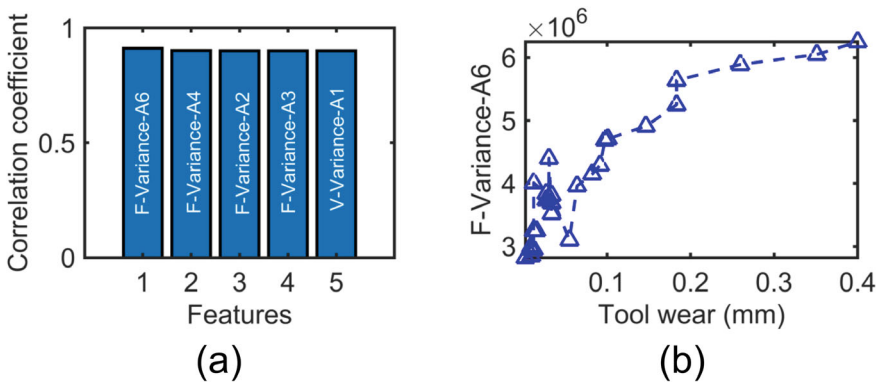 Correlation coefficient
1
0.5
0
F-Variance-A6
F-Variance-A4
F-Variance-A2
F-Variance-A3
V-Variance-A1
1 2 3 4 5
Features
(a)
×10⁶
F-Variance-A6
6
5
4
3
0.1 0.2 0.3 0.4
Tool wear (mm)
(b)